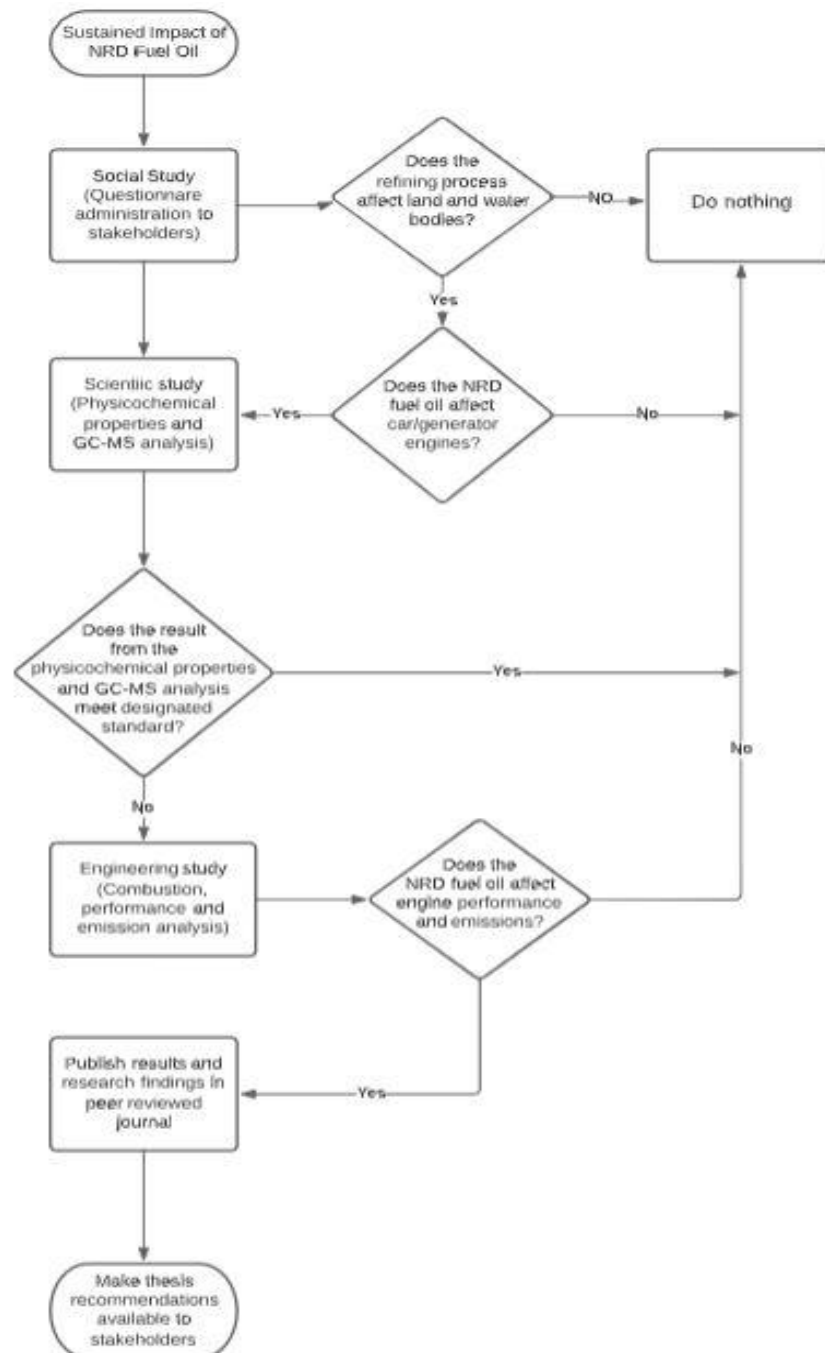 Sustained Impact of
NRD Fuel Oil
Social Study
(Questionnare
administration to
stakeholders)
Does the
refining process
affect land and water
bodies?
NO
Do nothing
Yes
Scientiic study
(Physicochemical
properties and
GC-MS analysis)
Yes
Does the NRD
fuel oil affect
car/generator
engines?
No
Does the result
from the
physicochemical properties
and GC-MS analysis
meet designated
standard?
Yes
No
No
Engineering study
(Combustion,
performance and
emission analysis)
Does the
NRD fuel oil affect
engine performance
and emissions?
Publish results and
research findings in
peer reviewed
journal
Yes
Make thesis
recommendations
available to
stakeholders